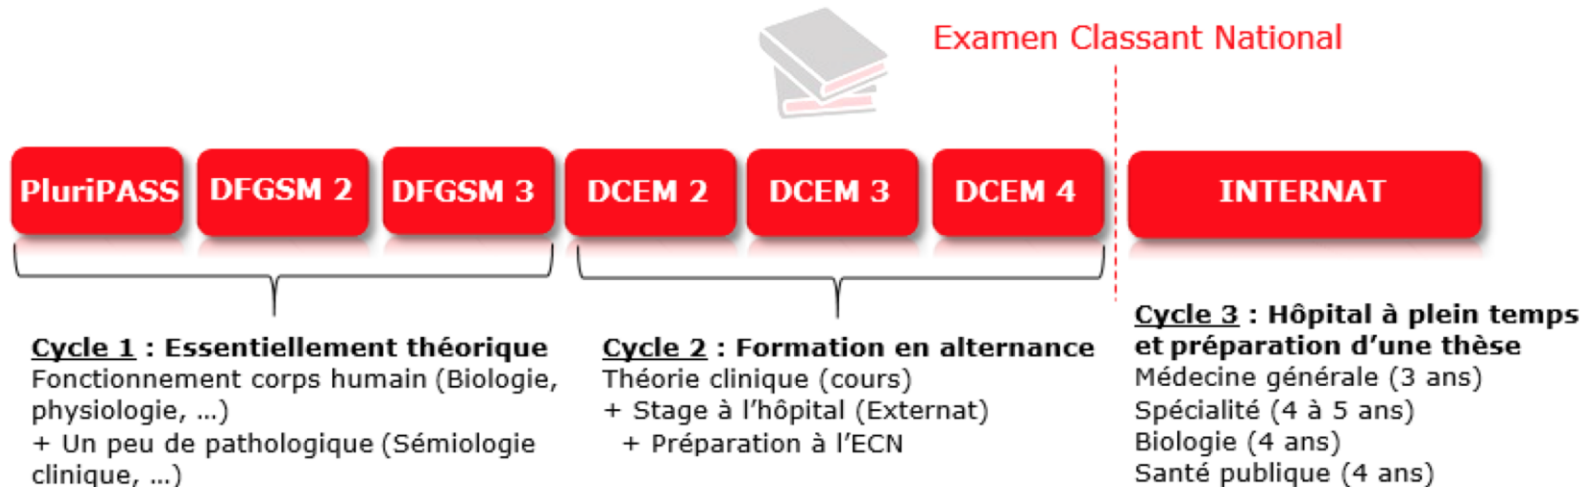 Examen Classant National
PluriPASS
DFGSM 2
DFGSM 3
DCEM 2
DCEM 3
DCEM 4
INTERNAT
Cycle 1 : Essentiellement théorique
Fonctionnement corps humain (Biologie,
physiologie, ...)
+ Un peu de pathologique (Sémiologie
clinique, ...)
Cycle 2 : Formation en alternance
Théorie clinique (cours)
+ Stage à l'hôpital (Externat)
+ Préparation à l'ECN
Cycle 3 : Hôpital à plein temps
et préparation d'une thèse
Médecine générale (3 ans)
Spécialité (4 à 5 ans)
Biologie (4 ans)
Santé publique (4 ans)